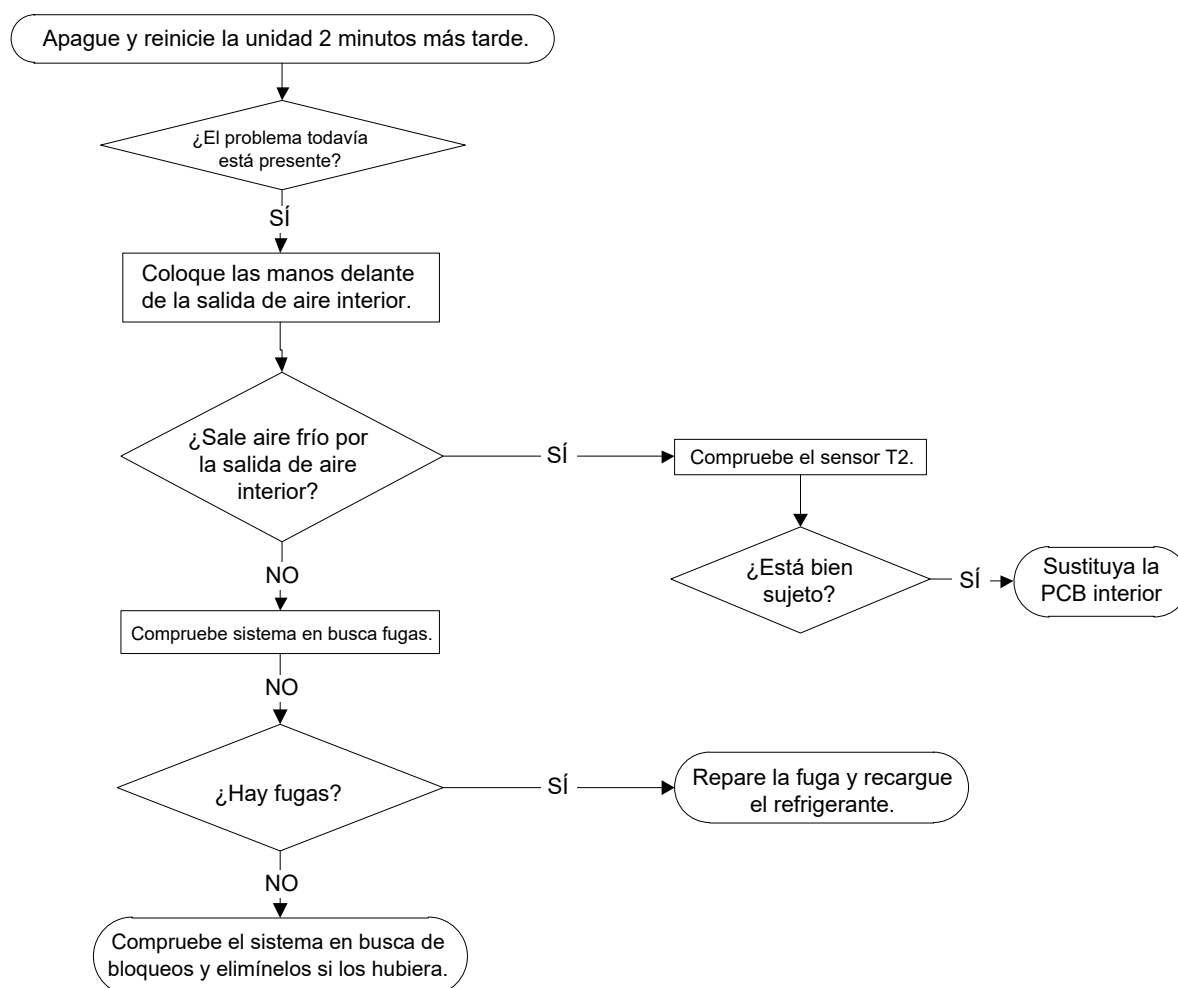 Apague y reinicie la unidad 2 minutos más tarde.
¿El problema todavía
está presente?
SÍ
Coloque las manos delante
de la salida de aire interior.
¿Sale aire frío por
la salida de aire
interior?
SÍ
Compruebe el sensor T2.
¿Está bien
sujeto?
SÍ
Sustituya la
PCB interior
NO
Compruebe sistema en busca fugas.
NO
¿Hay fugas?
SÍ
Repare la fuga y recargue
el refrigerante.
NO
Compruebe el sistema en busca de
bloqueos y elimínelos si los hubiera.